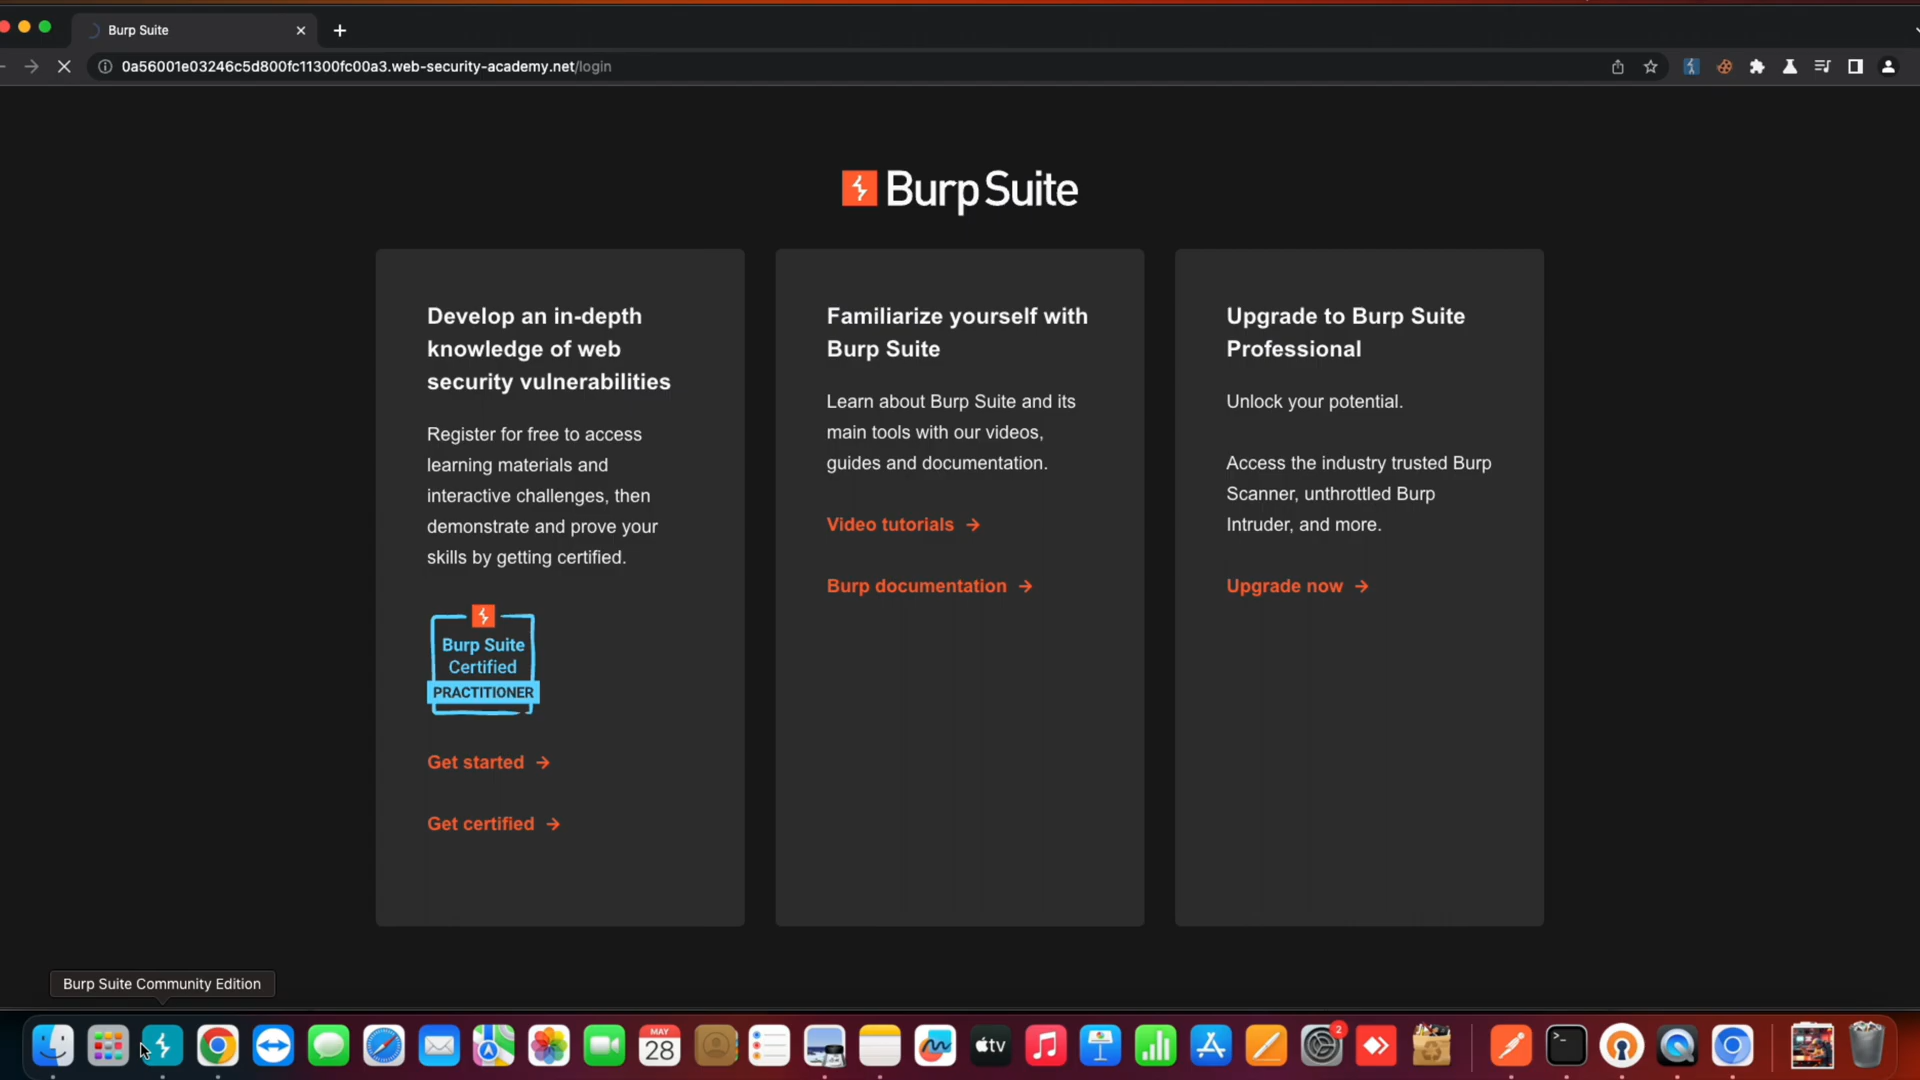 Burp Suite
0a56001e03246c5d800fc11300fc00a3.web-security-academy.net/login
Burp Suite
Develop an in-depth
knowledge of web
security vulnerabilities
Register for free to access
learning materials and
interactive challenges, then
demonstrate and prove your
skills by getting certified.
Burp Suite
Certified
PRACTITIONER
Get started →
Get certified →
Familiarize yourself with
Burp Suite
Learn about Burp Suite and its
main tools with our videos,
guides and documentation.
Video tutorials →
Burp documentation →
Upgrade to Burp Suite
Professional
Unlock your potential.
Access the industry trusted Burp
Scanner, unthrottled Burp
Intruder, and more.
Upgrade now →
Burp Suite Community Edition
MAY
28
tv
2
>_